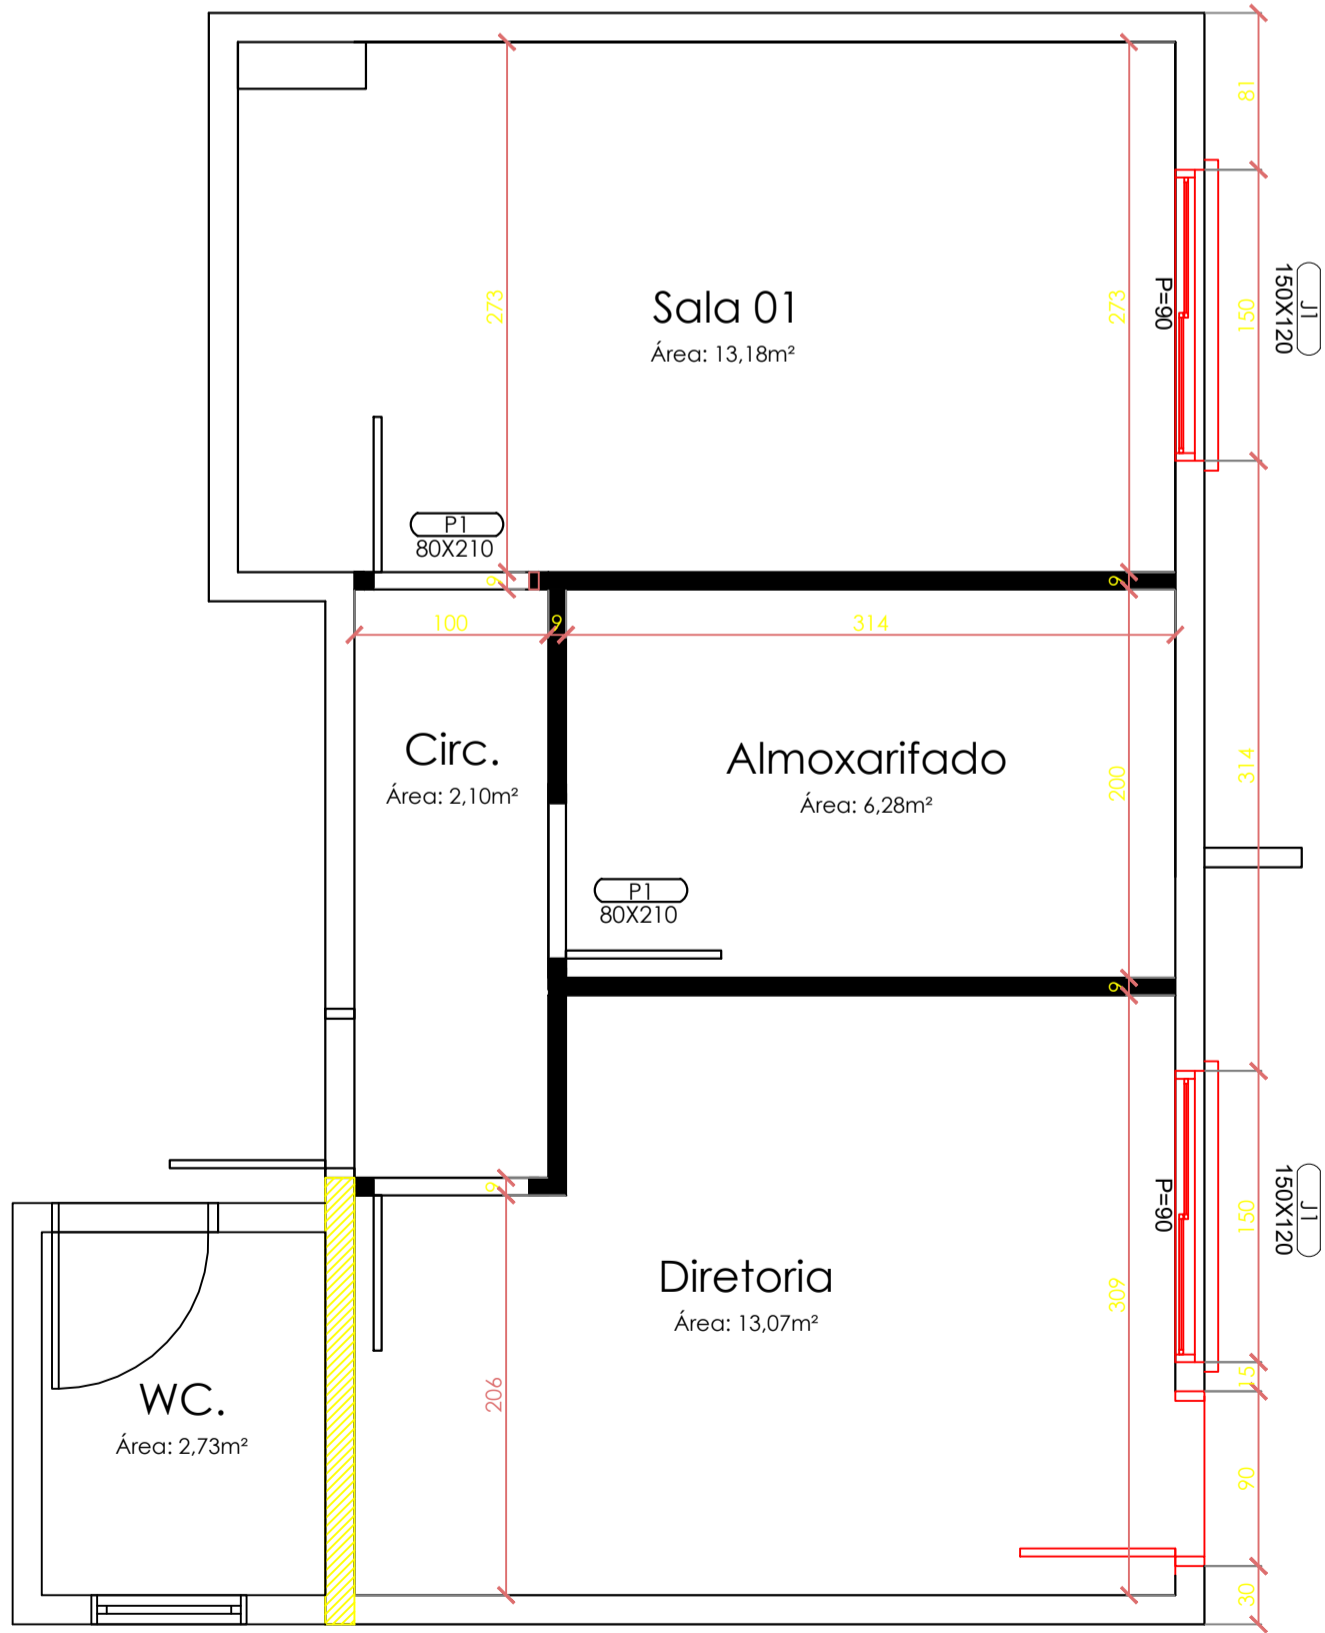 81
273
273
Sala 01
Área: 13,18m²
P=90
150
J1
150X120
P1
80X210
9
9
100
9
314
Circ.
Área: 2,10m²
Almoxarifado
Área: 6,28m²
200
314
P1
80X210
9
9
P=90
150
J1
150X120
Diretoria
Área: 13,07m²
309
15
206
WC.
Área: 2,73m²
90
30